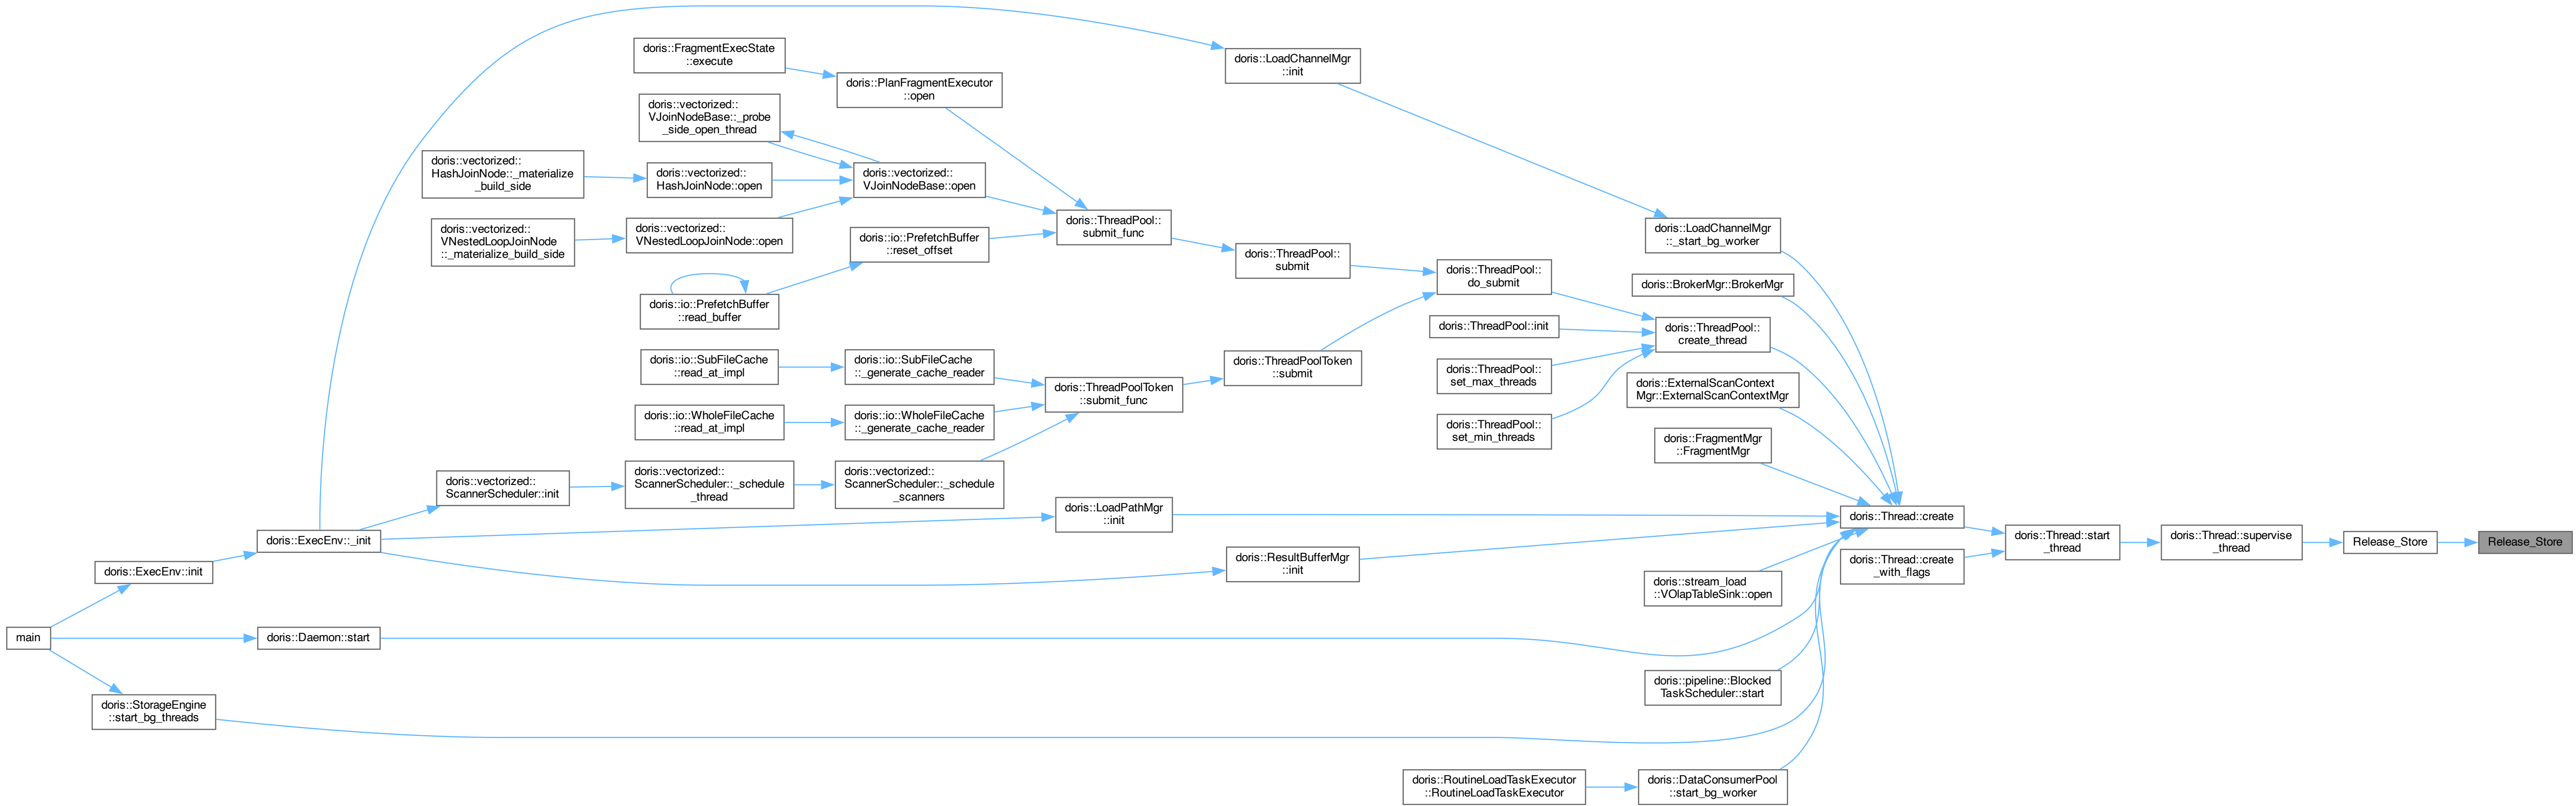 doris::FragmentExecState
::execute
doris::PlanFragmentExecutor
::open
doris::LoadChannelMgr
::init
doris::vectorized::
VJoinNodeBase::_probe
_side_open_thread
doris::vectorized::
HashJoinNode::_materialize
_build_side
doris::vectorized::
HashJoinNode::open
doris::vectorized::
VJoinNodeBase::open
doris::vectorized::
VNestedLoopJoinNode
::_materialize_build_side
doris::vectorized::
VNestedLoopJoinNode::open
doris::io::PrefetchBuffer
::reset_offset
doris::ThreadPool::
submit_func
doris::ThreadPool::
submit
doris::LoadChannelMgr
::_start_bg_worker
doris::io::PrefetchBuffer
::read_buffer
doris::ThreadPool::
do_submit
doris::BrokerMgr::BrokerMgr
doris::ThreadPool::init
doris::ThreadPool::
create_thread
doris::io::SubFileCache
::read_at_impl
doris::io::SubFileCache
::_generate_cache_reader
doris::ThreadPoolToken
::submit_func
doris::ThreadPoolToken
::submit
doris::ThreadPool::
set_max_threads
doris::ExternalScanContext
Mgr::ExternalScanContextMgr
doris::io::WholeFileCache
::read_at_impl
doris::io::WholeFileCache
::_generate_cache_reader
doris::ThreadPool::
set_min_threads
doris::FragmentMgr
::FragmentMgr
doris::vectorized::
ScannerScheduler::init
doris::vectorized::
ScannerScheduler::_schedule
_thread
doris::vectorized::
ScannerScheduler::_schedule
_scanners
doris::LoadPathMgr
::init
doris::Thread::create
doris::ExecEnv::_init
doris::Thread::start
_thread
doris::Thread::supervise
_thread
Release_Store
Release_Store
doris::ExecEnv::init
doris::ResultBufferMgr
::init
doris::Thread::create
_with_flags
doris::stream_load
::VOlapTableSink::open
main
doris::Daemon::start
doris::pipeline::Blocked
TaskScheduler::start
doris::StorageEngine
::start_bg_threads
doris::RoutineLoadTaskExecutor
::RoutineLoadTaskExecutor
doris::DataConsumerPool
::start_bg_worker